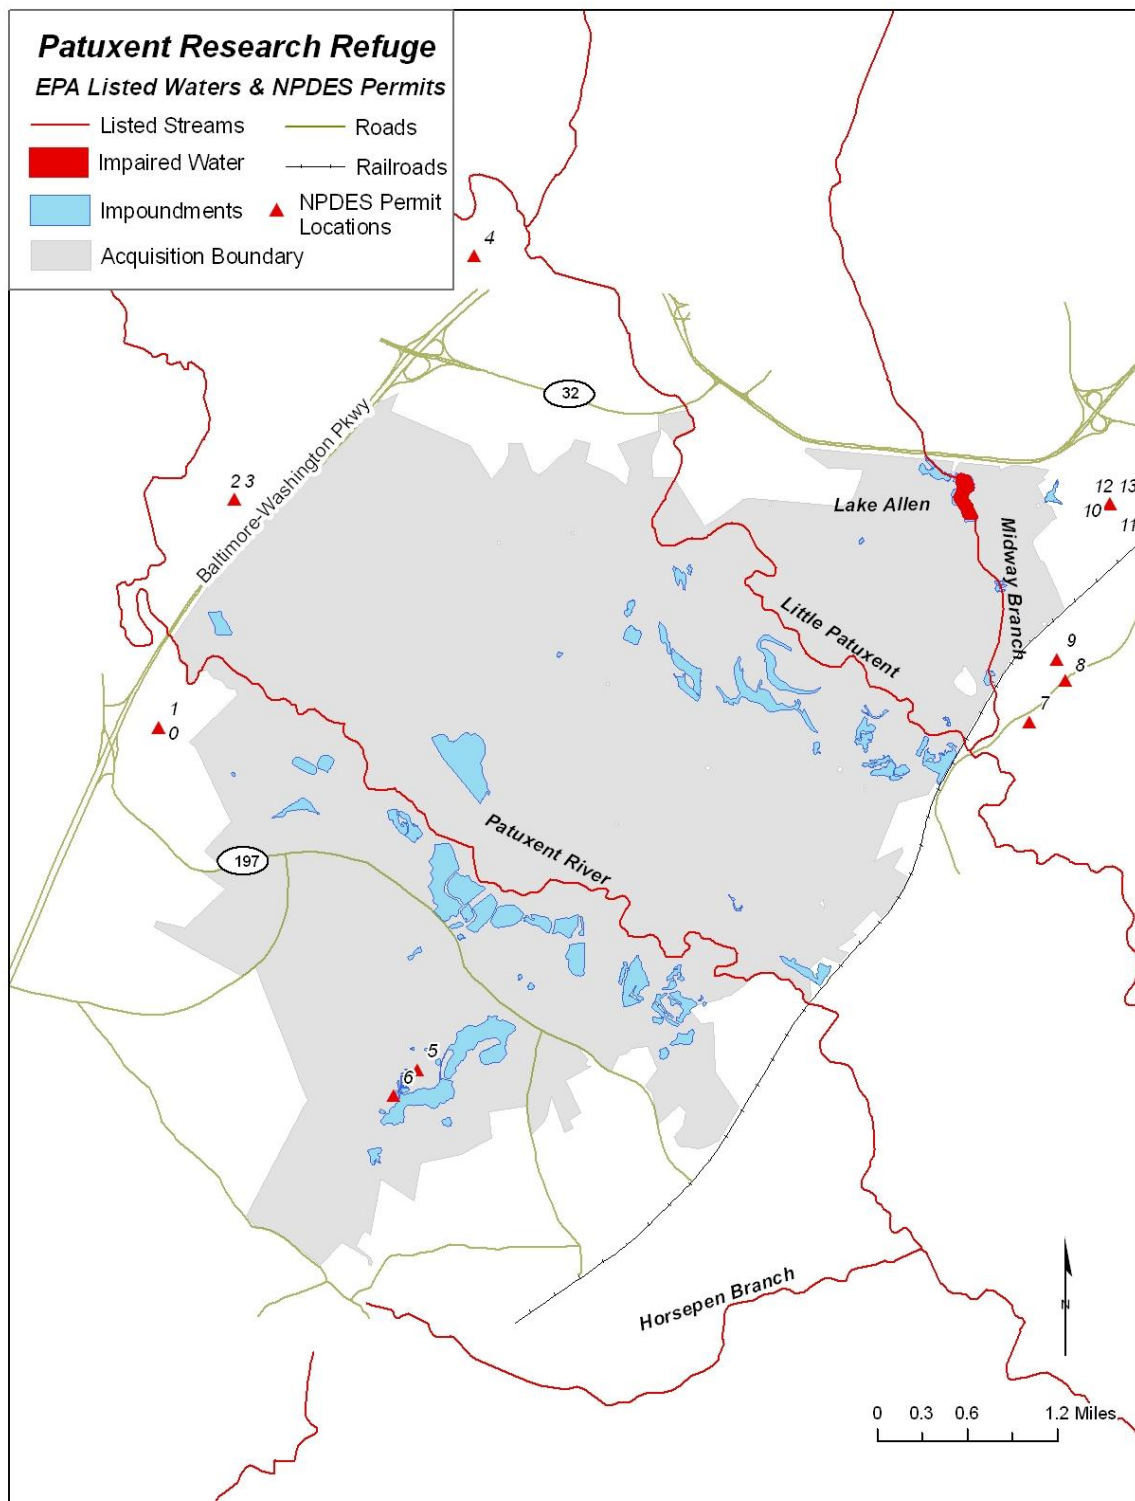 Patuxent Research Refuge
EPA Listed Waters & NPDES Permits
Listed Streams
Roads
Impaired Water
Railroads
Impoundments
NPDES Permit
Locations
Acquisition Boundary
4
32
Baltimore-Washington Pkwy
2 3
12 13
10
11
Lake Allen
Midway Branch
Little Patuxent
9
8
7
1
0
Patuxent River
197
5
6
Horsepen Branch
N
0 0.3 0.6 1.2 Miles